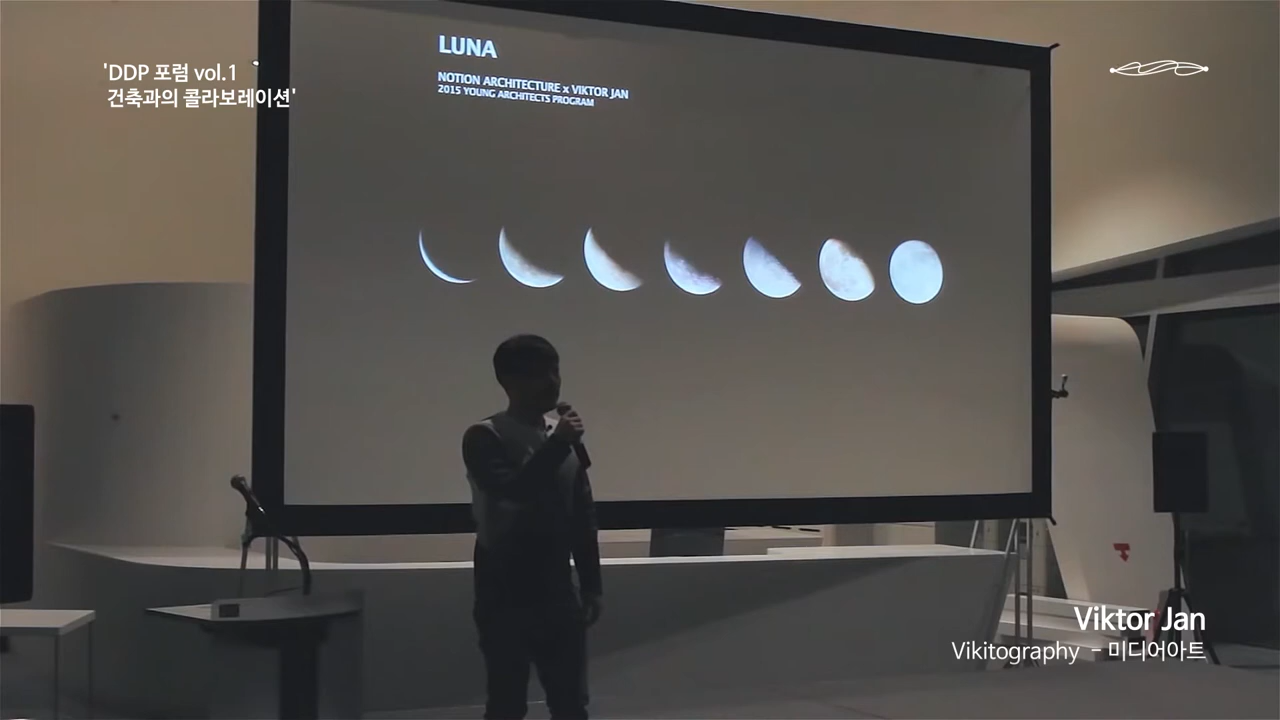 'DDP 포럼 vol.1
건축과의 콜라보레이션'
LUNA
NOTION ARCHITECTURE x VIKTOR JAN
2015 YOUNG ARCHITECTS PROGRAM
Viktor Jan
Vikitography - 미디어아트